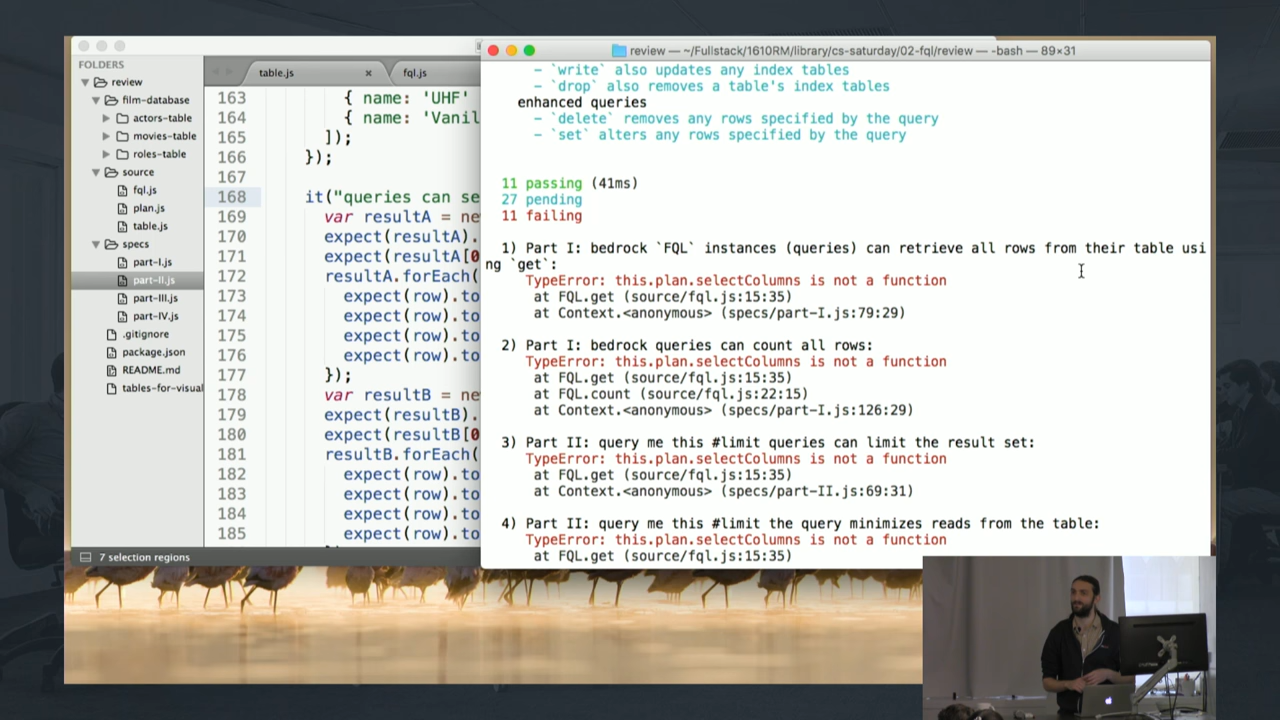 FOLDERS
review
film-database
actors-table
movies-table
roles-table
source
fql.js
plan.js
table.js
specs
part-I.js
part-II.js
part-III.js
part-IV.js
.gitignore
package.json
README.md
tables-for-visual
7 selection regions
table.js × fql.js
163 { name: 'UHF'
164 { name: 'Vanil
165 ]);
166 });
167
168 it("queries can se
169 var resultA = ne
170 expect(resultA).
171 expect(resultA[0
172 resultA.forEach(
173 expect(row).to
174 expect(row).to
175 expect(row).to
176 expect(row).to
177 });
178 var resultB = ne
179 expect(resultB).
180 expect(resultB[0
181 resultB.forEach(
182 expect(row).to
183 expect(row).to
184 expect(row).to
185 expect(row).to
review — ~/Fullstack/1610RM/library/cs-saturday/02-fql/review — -bash — 89×31
- `write` also updates any index tables
- `drop` also removes a table's index tables
enhanced queries
- `delete` removes any rows specified by the query
- `set` alters any rows specified by the query
11 passing (41ms)
27 pending
11 failing
1) Part I: bedrock `FQL` instances (queries) can retrieve all rows from their table usi
ng `get`:
TypeError: this.plan.selectColumns is not a function
at FQL.get (source/fql.js:15:35)
at Context.<anonymous> (specs/part-I.js:79:29)
2) Part I: bedrock queries can count all rows:
TypeError: this.plan.selectColumns is not a function
at FQL.get (source/fql.js:15:35)
at FQL.count (source/fql.js:22:15)
at Context.<anonymous> (specs/part-I.js:126:29)
3) Part II: query me this #limit queries can limit the result set:
TypeError: this.plan.selectColumns is not a function
at FQL.get (source/fql.js:15:35)
at Context.<anonymous> (specs/part-II.js:69:31)
4) Part II: query me this #limit the query minimizes reads from the table:
TypeError: this.plan.selectColumns is not a function
at FQL.get (source/fql.js:15:35)